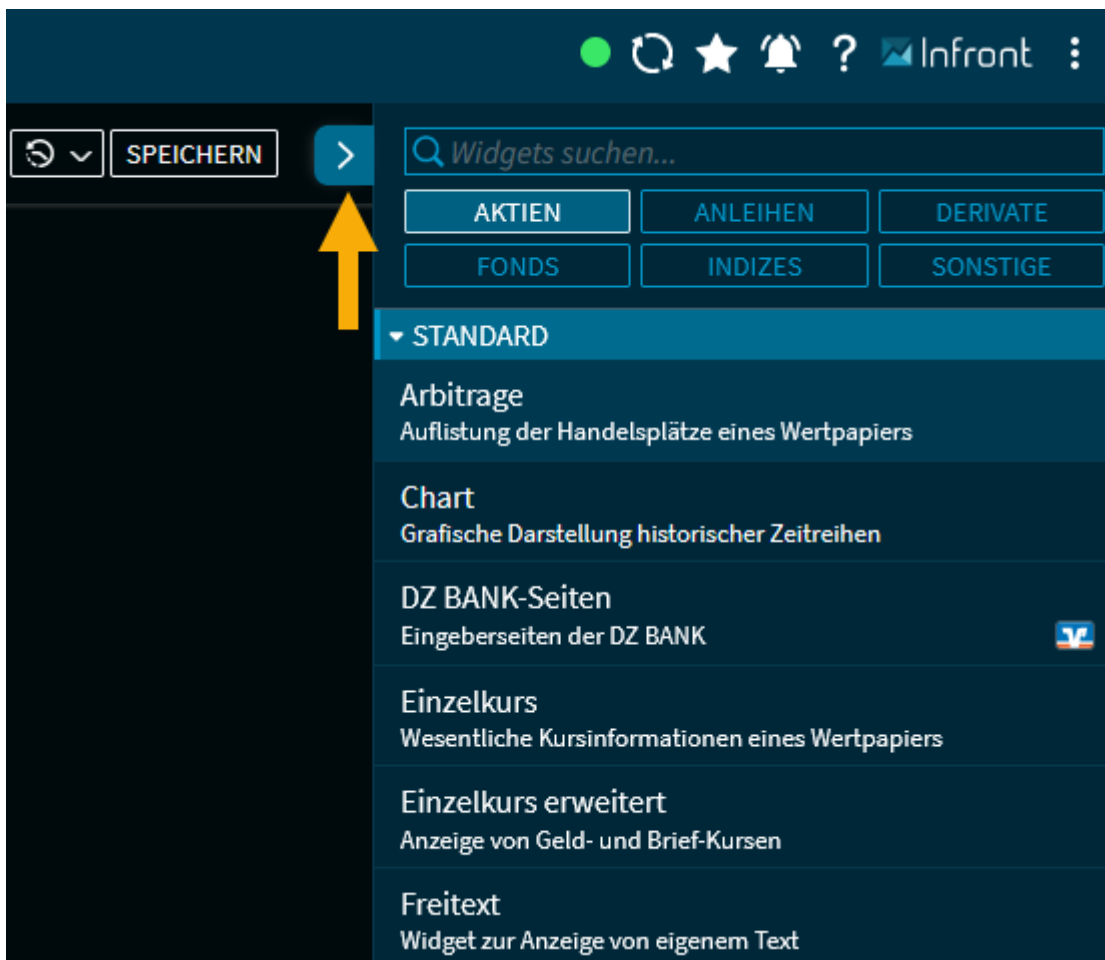 ? Infront
SPEICHERN
Widgets suchen...
AKTIEN ANLEIHEN DERIVATE
FONDS INDIZES SONSTIGE
STANDARD
Arbitrage
Auflistung der Handelsplätze eines Wertpapiers
Chart
Grafische Darstellung historischer Zeitreihen
DZ BANK-Seiten
Eingeberseiten der DZ BANK
Einzelkurs
Wesentliche Kursinformationen eines Wertpapiers
Einzelkurs erweitert
Anzeige von Geld- und Brief-Kursen
Freitext
Widget zur Anzeige von eigenem Text